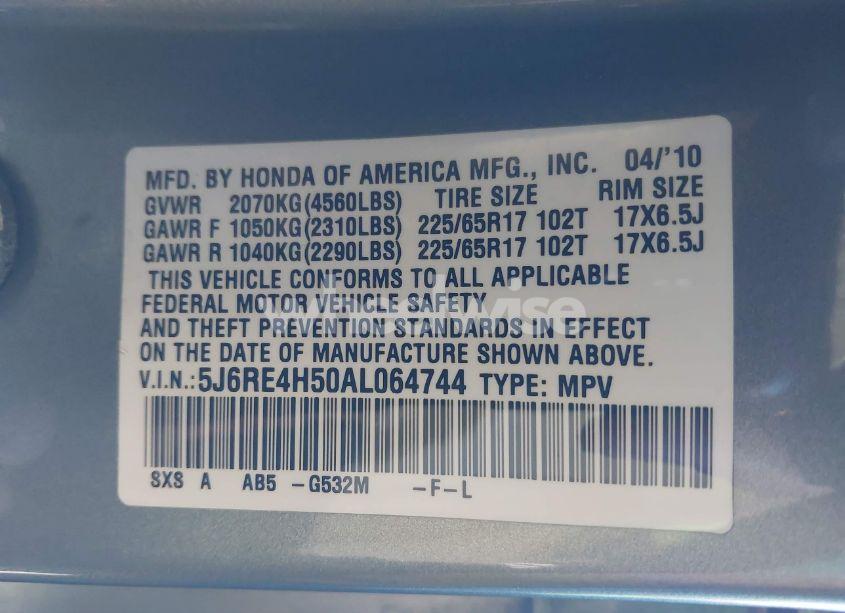 MFD. BY HONDA OF AMERICA MFG., INC. 04/'10
GVWR 2070KG(4560LBS) TIRE SIZE RIM SIZE
GAWR F 1050KG(2310LBS) 225/65R17 102T 17X6.5J
GAWR R 1040KG(2290LBS) 225/65R17 102T 17X6.5J
THIS VEHICLE CONFORMS TO ALL APPLICABLE
FEDERAL MOTOR VEHICLE SAFETY
AND THEFT PREVENTION STANDARDS IN EFFECT
ON THE DATE OF MANUFACTURE SHOWN ABOVE.
V.I.N.:5J6RE4H50AL064744 TYPE: MPV
SXS A AB5 -G532M -F-L